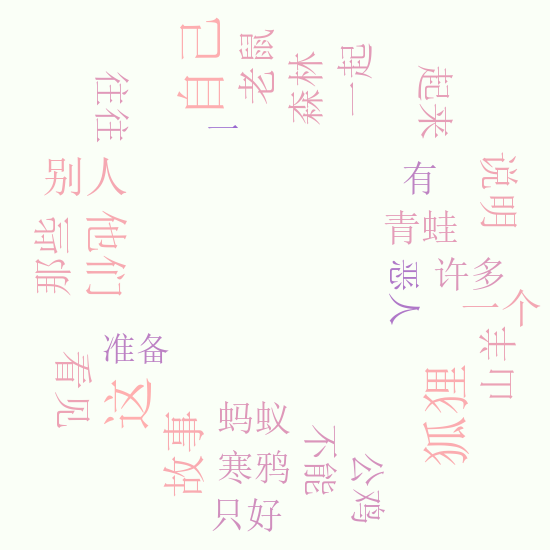 自己
老鼠
森林
一起
起来
往往
一
别人
有
说明
青蛙
那些
他们
恶人
许多
一个
准备
山羊
看见
这
狐狸
故事
蚂蚁
不能
寒鸦
公鸡
只好